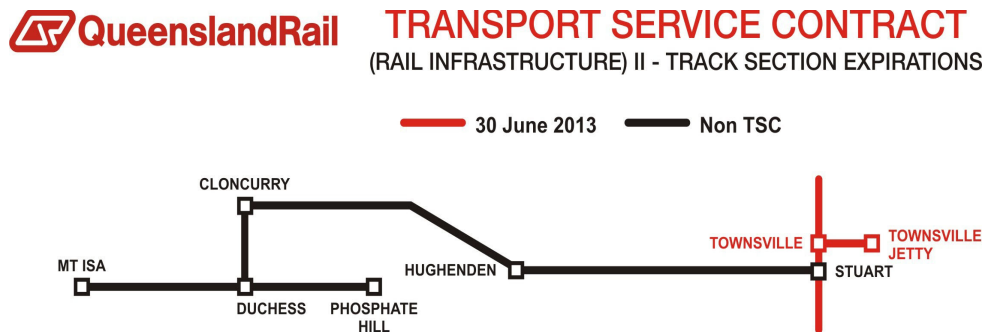 QueenslandRail
TRANSPORT SERVICE CONTRACT
(RAIL INFRASTRUCTURE) II - TRACK SECTION EXPIRATIONS
30 June 2013
Non TSC
CLONCURRY
TOWNSVILLE
TOWNSVILLE
JETTY
MT ISA
HUGHENDEN
STUART
DUCHESS
PHOSPHATE
HILL